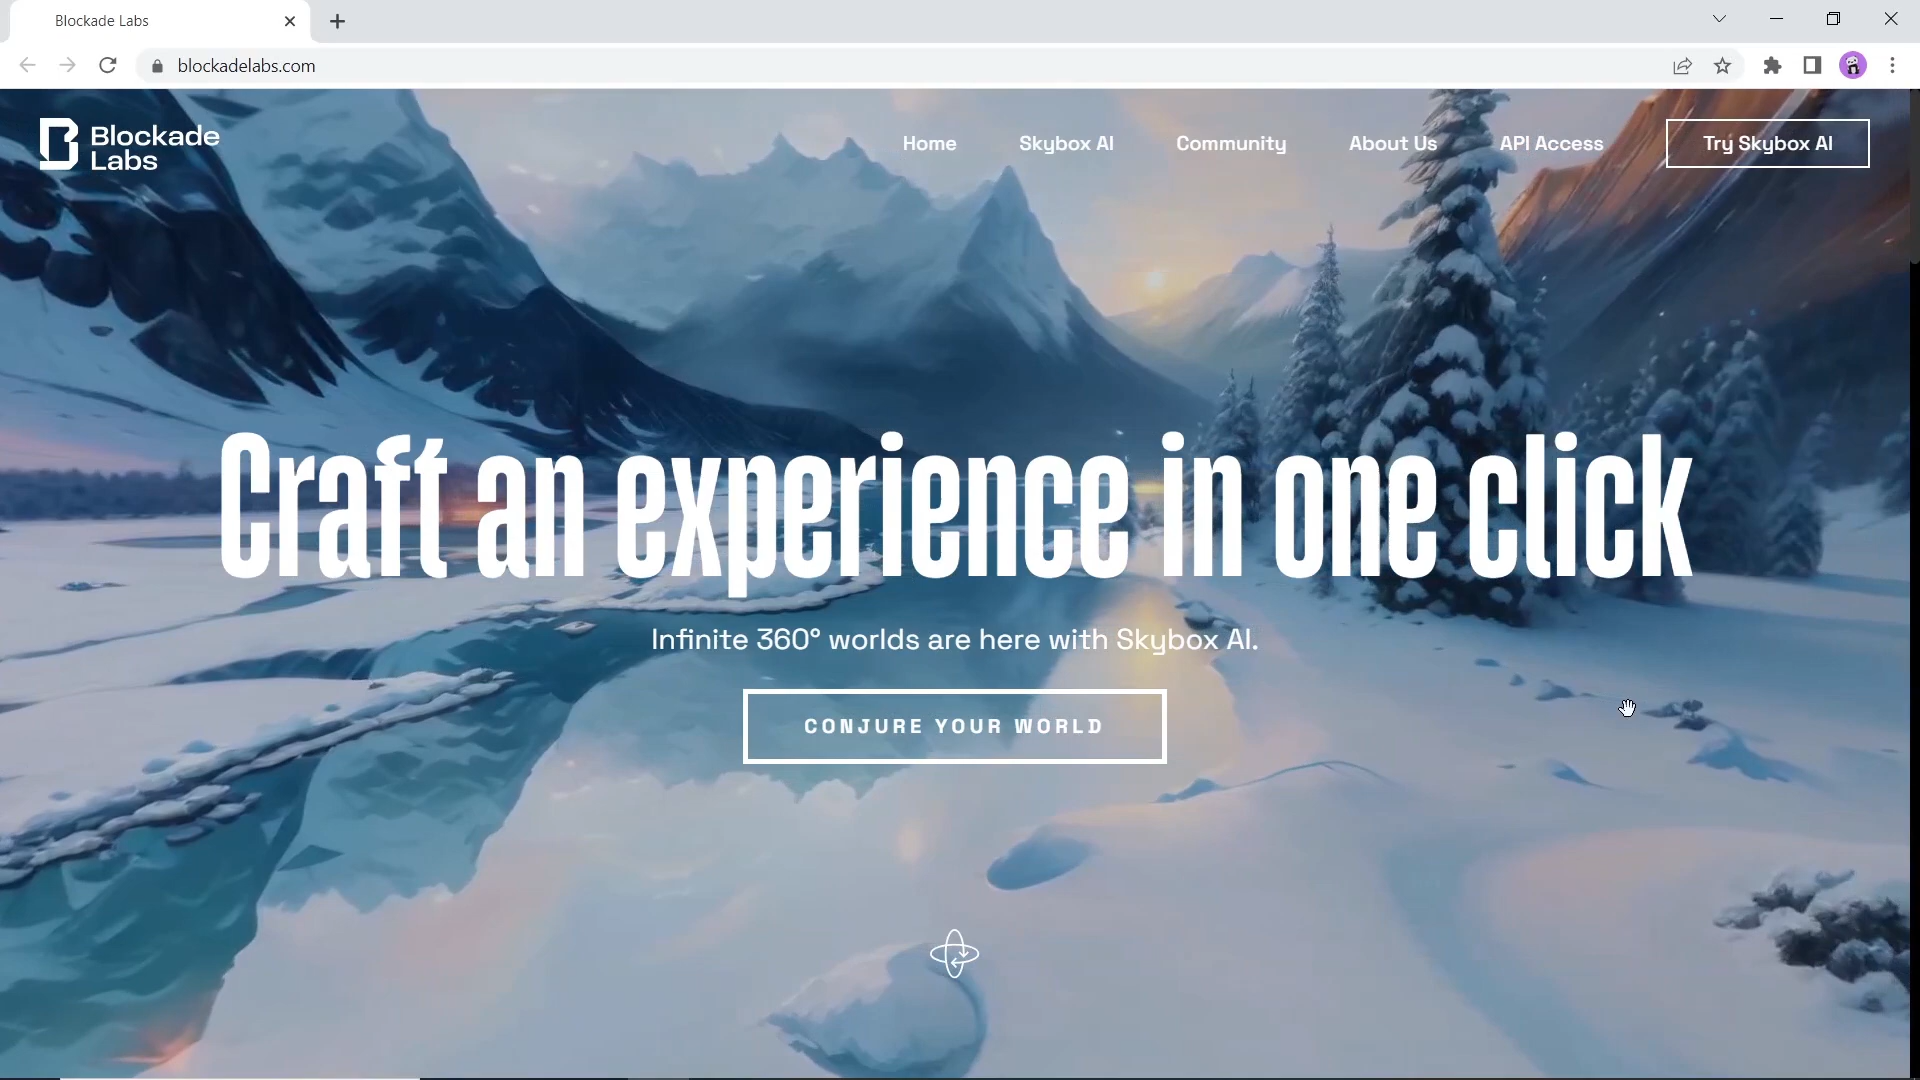 Blockade Labs
blockadelabs.com
Blockade
Labs
Home
Skybox AI
Community
About Us
API Access
Try Skybox AI
Craft an experience in one click
Infinite 360° worlds are here with Skybox AI.
CONJURE YOUR WORLD